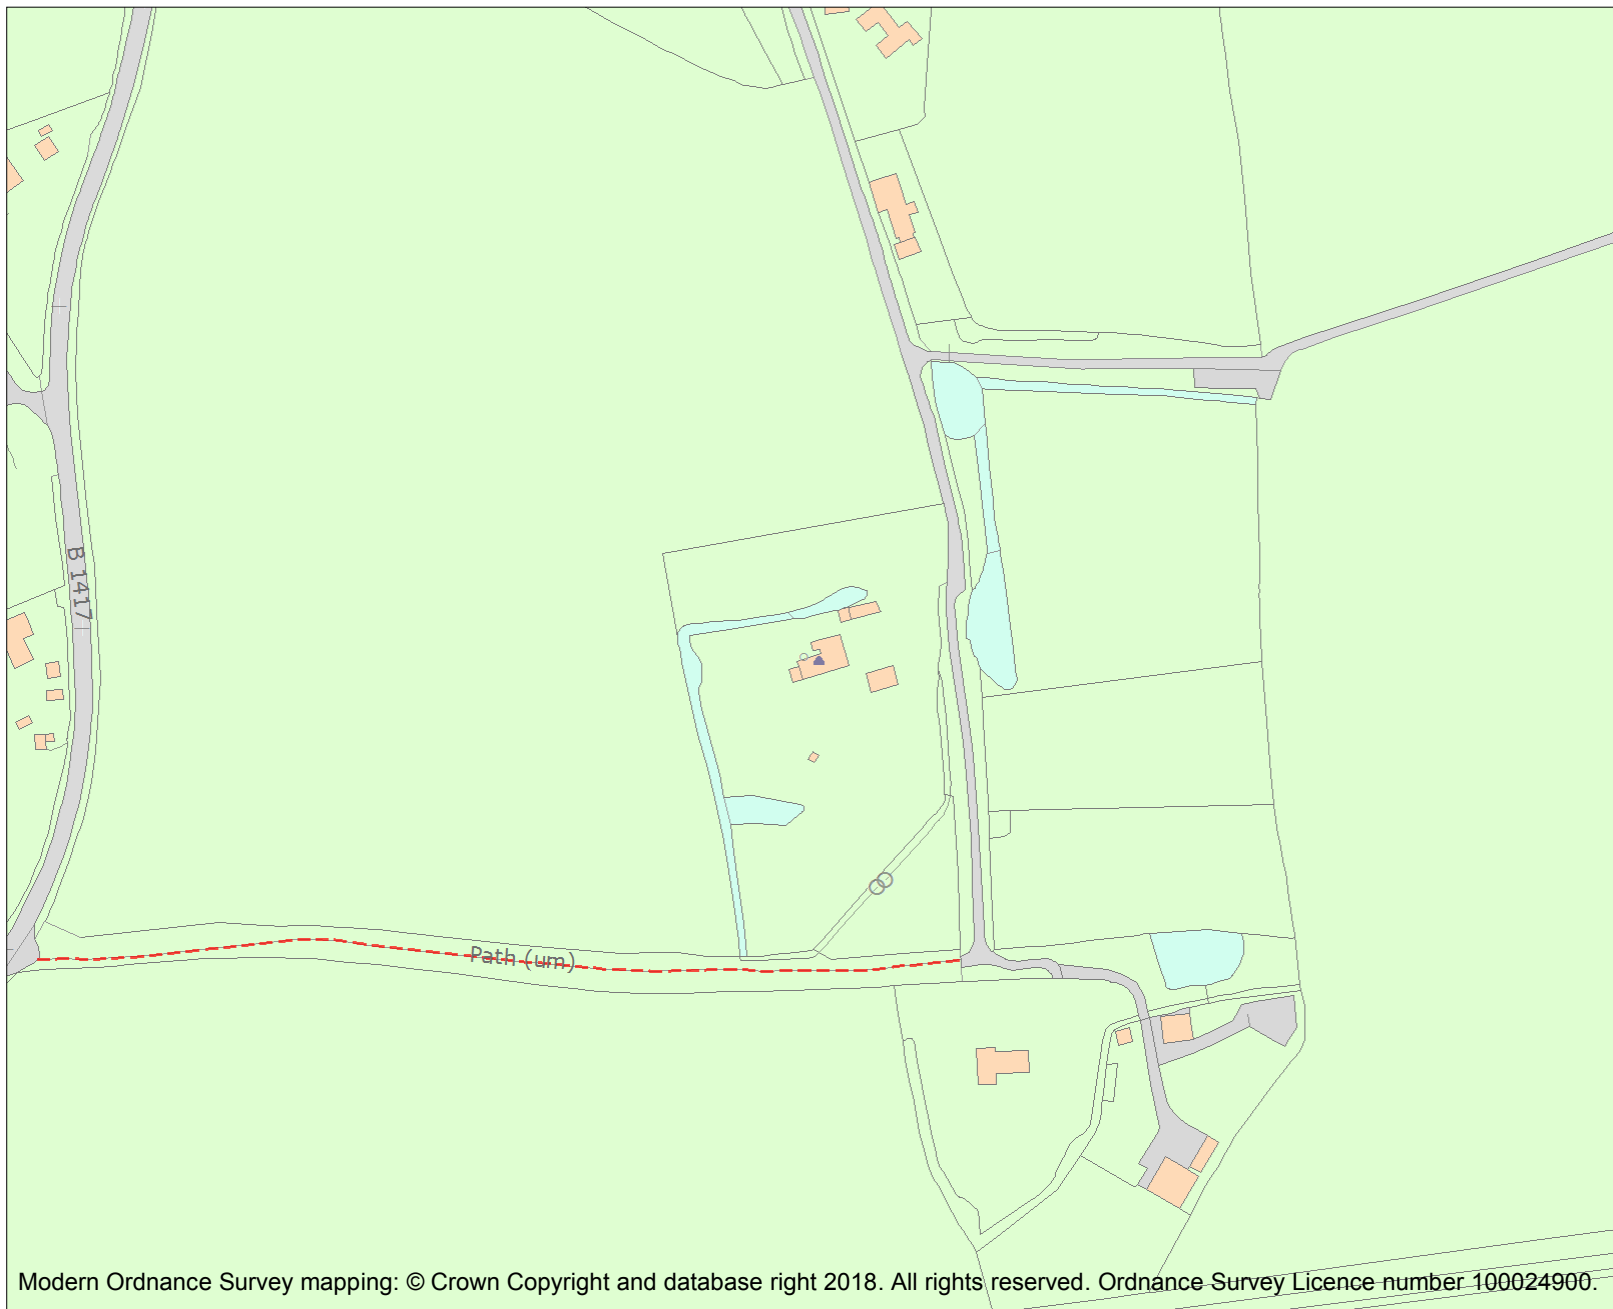 B 1417
Path (um)
Modern Ordnance Survey mapping: © Crown Copyright and database right 2018. All rights reserved. Ordnance Survey Licence number 100024900.